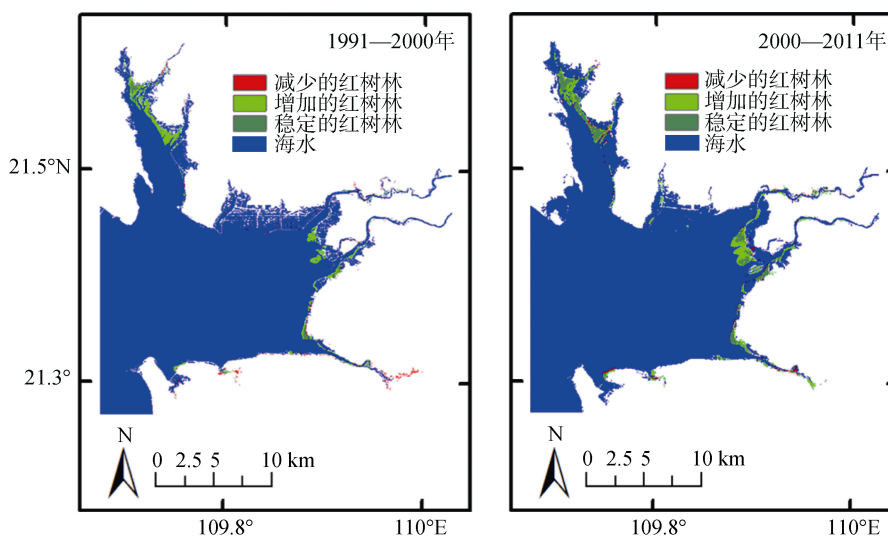 1991—2000年
减少的红树林
增加的红树林
稳定的红树林
海水
21.5°N
21.3°
N
0 2.5 5 10 km
109.8° 110°E
2000—2011年
减少的红树林
增加的红树林
稳定的红树林
海水
N
0 2.5 5 10 km
109.8° 110°E